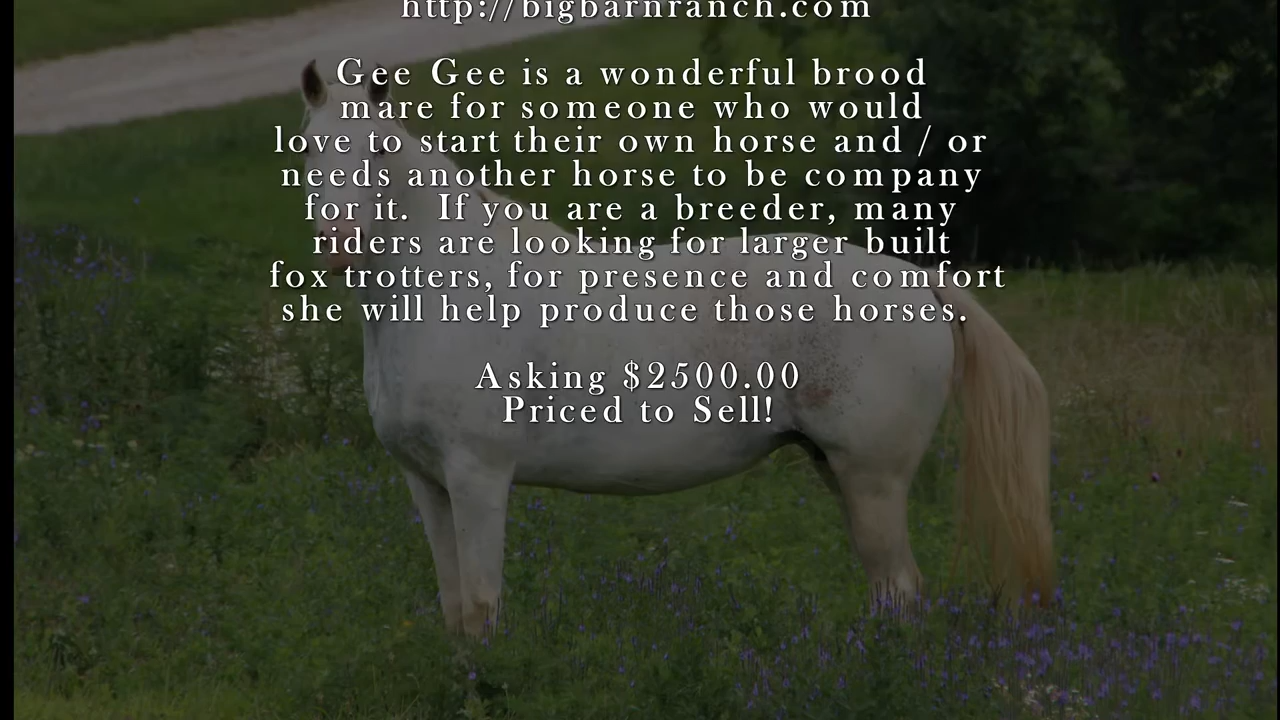 http://bigbarnranch.com
Gee Gee is a wonderful brood
mare for someone who would
love to start their own horse and / or
needs another horse to be company
for it. If you are a breeder, many
riders are looking for larger built
fox trotters, for presence and comfort
she will help produce those horses.
Asking $2500.00
Priced to Sell!